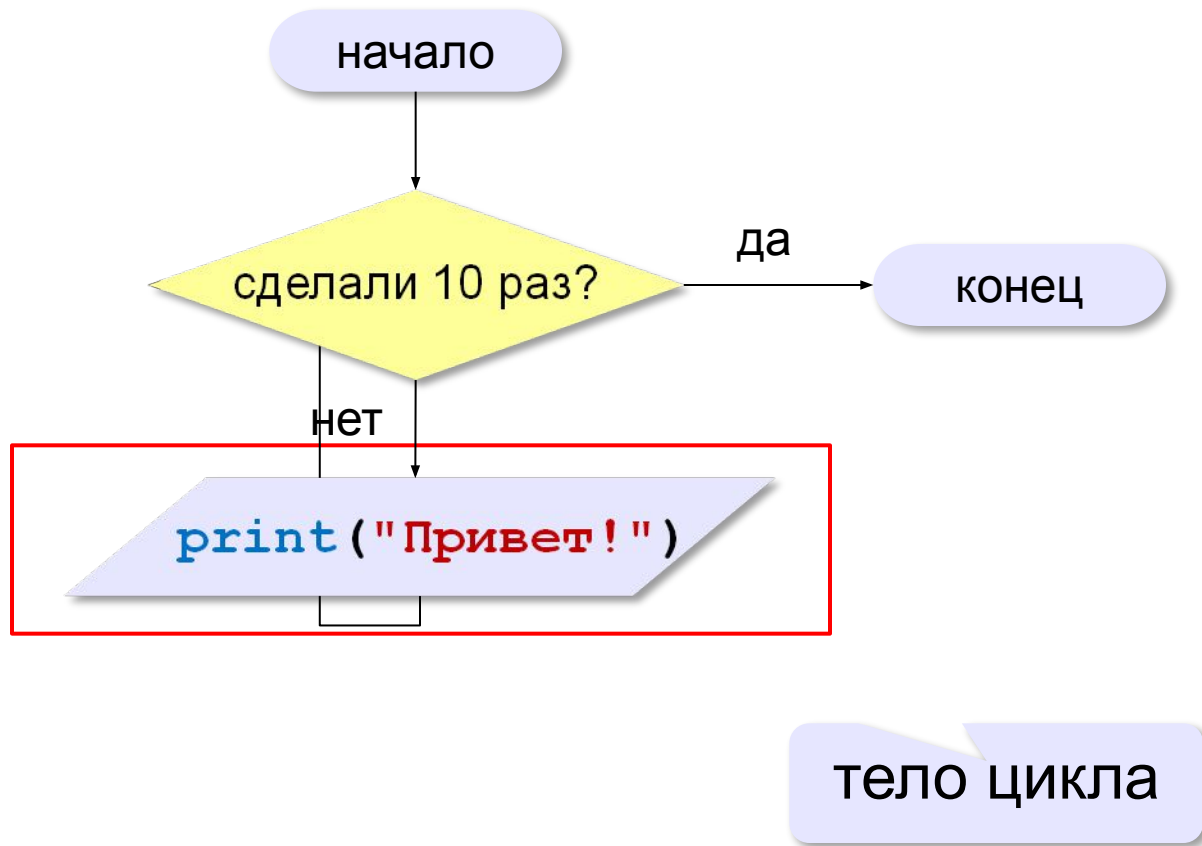 начало
да
сделали 10 раз?
конец
нет
print("Привет!")
тело цикла